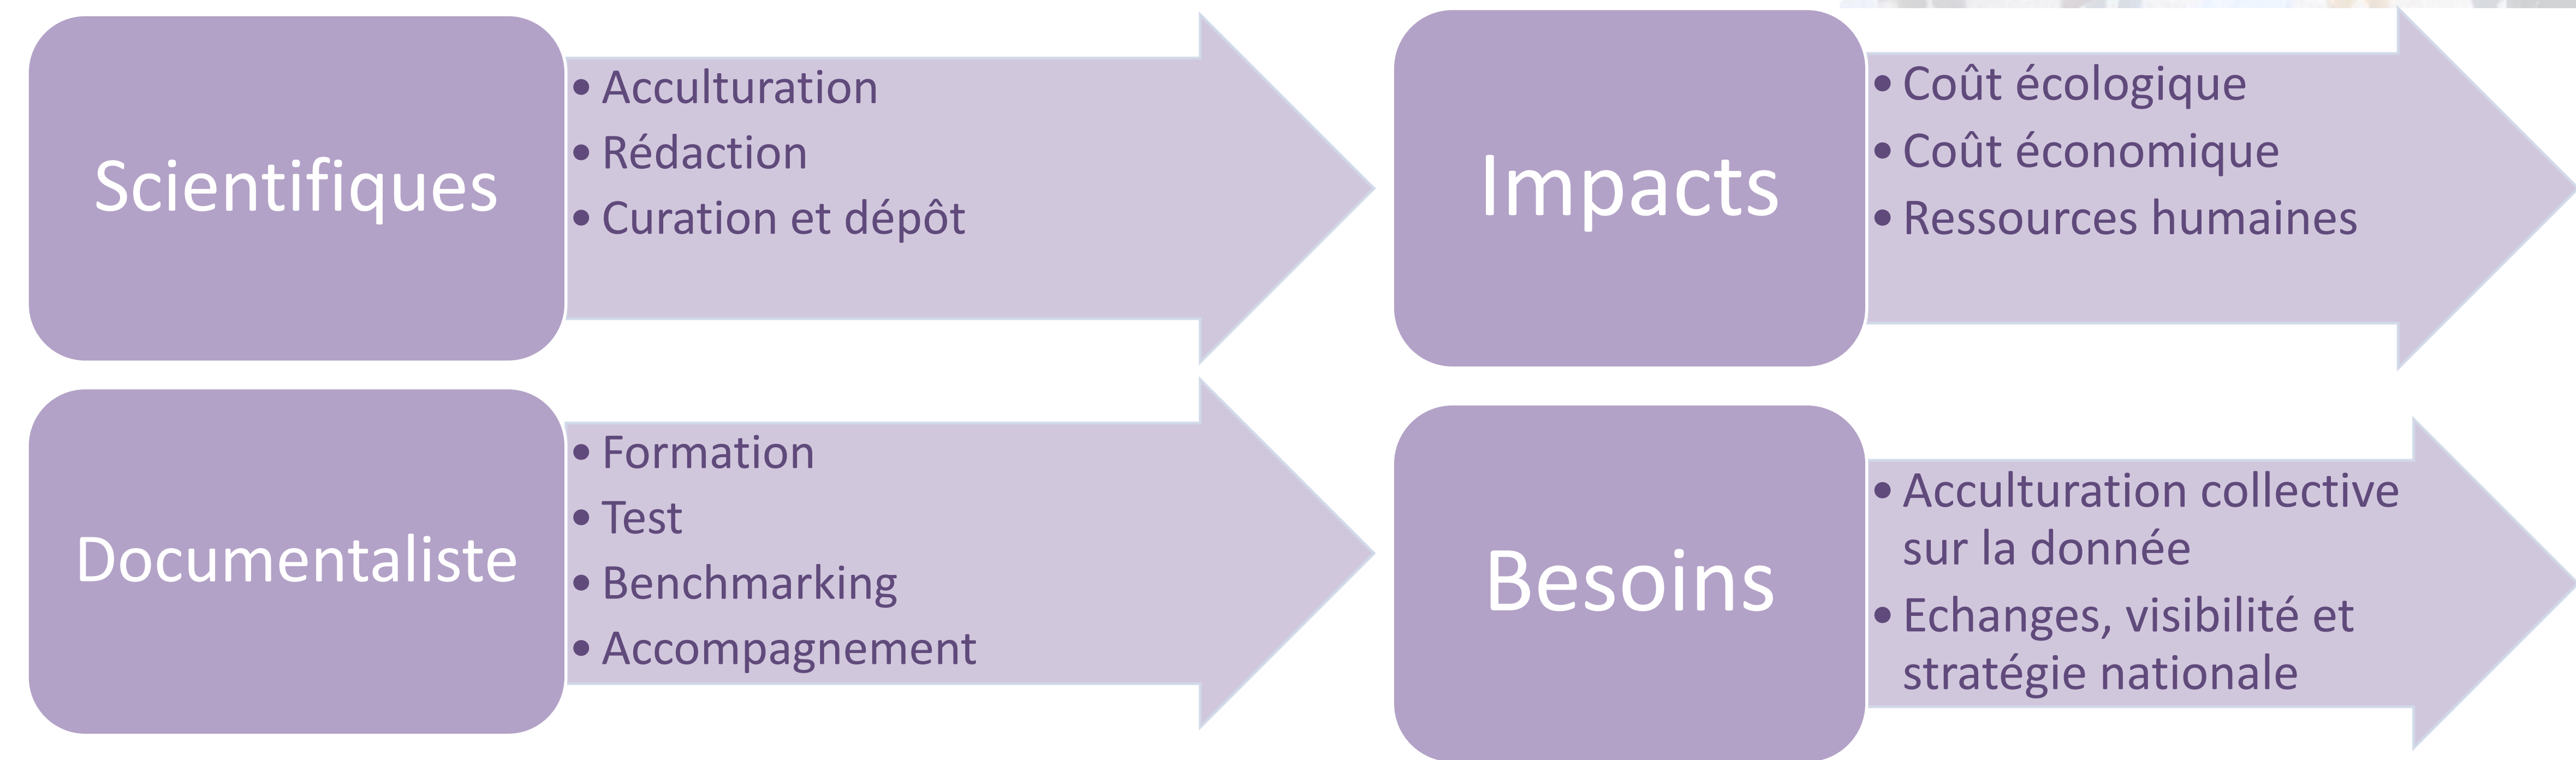 Scientifiques
• Acculturation
• Rédaction
• Curation et dépôt
Impacts
• Coût écologique
• Coût économique
• Ressources humaines
Documentaliste
• Formation
• Test
• Benchmarking
• Accompagnement
Besoins
• Acculturation collective
sur la donnée
• Echanges, visibilité et
stratégie nationale